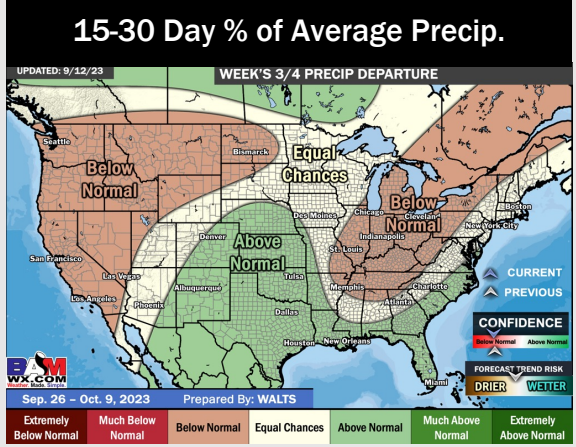 15-30 Day % of Average Precip.
UPDATED: 9/12/23
WEEK'S 3/4 PRECIP DEPARTURE
Seattle
Bismarck
Equal
Chances
Below
Normal
Des Moines
Chicago
Below
Normal
Clevelan
Boston
New York City
Indianapolis
Denver
Above
Normal
St. Louis
San Francisco
Las Vegas
Tulsa
CURRENT
Albuquerque
Memphis
Charlotte
PREVIOUS
Los Angeles
Phoenix
Atlanta
Dallas
CONFIDENCE
Below Normal
Above Normal
Houston
New Orleans
BAM
WX.COM
Weather. Made. Simple.
FORECAST TREND RISK
DRIER
WETTER
Miami
Sep. 26 – Oct. 9, 2023
Prepared By: WALTS
Extremely
Below Normal
Much Below
Normal
Below Normal
Equal Chances
Above Normal
Much Above
Normal
Extremely
Above Normal